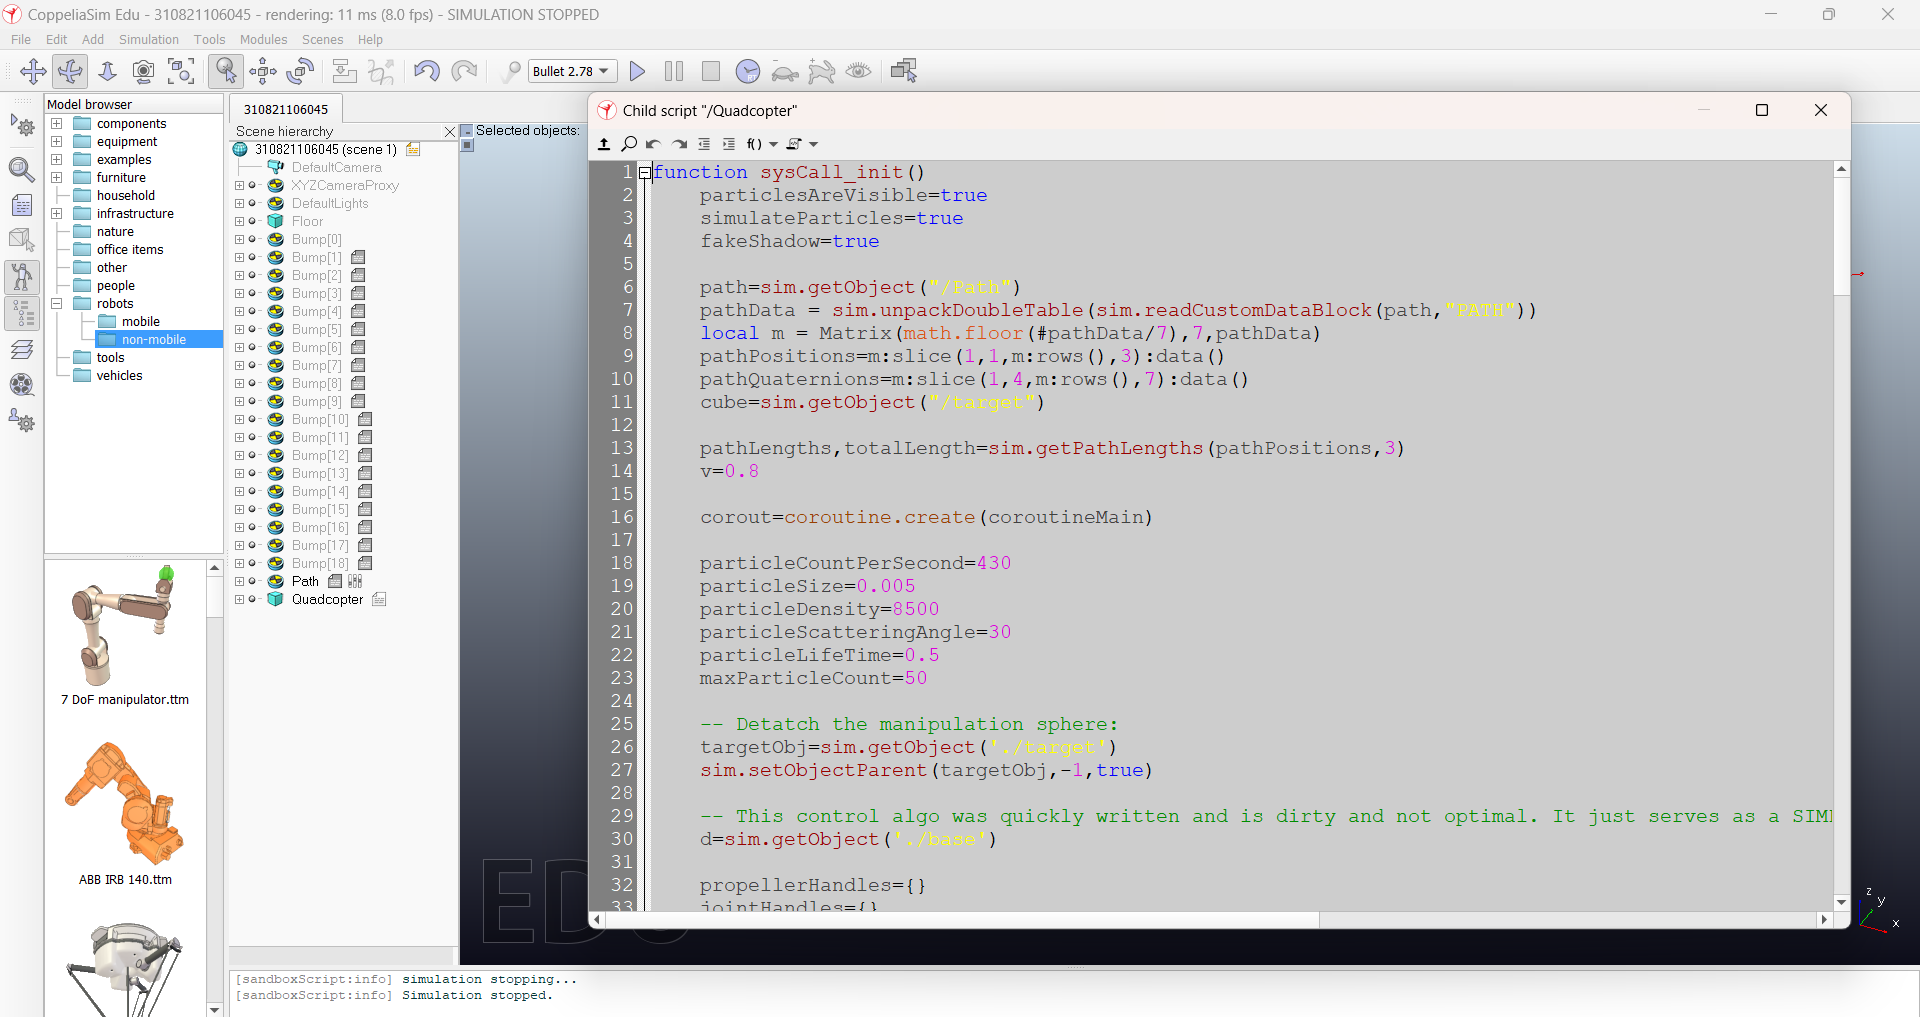 CoppeliaSim Edu - 310821106045 - rendering: 11 ms (8.0 fps) - SIMULATION STOPPED
File Edit Add Simulation Tools Modules Scenes Help
Bullet 2.78
Model browser
components
equipment
examples
furniture
household
infrastructure
nature
office items
other
people
robots
mobile
non-mobile
tools
vehicles
7 DoF manipulator.ttm
ABB IRB 140.ttm
310821106045
Scene hierarchy
310821106045 (scene 1)
DefaultCamera
XYZCameraProxy
DefaultLights
Floor
Bump[0]
Bump[1]
Bump[2]
Bump[3]
Bump[4]
Bump[5]
Bump[6]
Bump[7]
Bump[8]
Bump[9]
Bump[10]
Bump[11]
Bump[12]
Bump[13]
Bump[14]
Bump[15]
Bump[16]
Bump[17]
Bump[18]
Path
Quadcopter
Selected objects:
Child script "/Quadcopter"
f()
1 function sysCall_init()
2 particlesAreVisible=true
3 simulateParticles=true
4 fakeShadow=true
5
6 path=sim.getObject("/Path")
7 pathData = sim.unpackDoubleTable(sim.readCustomDataBlock(path,"PATH"))
8 local m = Matrix(math.floor(#pathData/7),7,pathData)
9 pathPositions=m:slice(1,1,m:rows(),3):data()
10 pathQuaternions=m:slice(1,4,m:rows(),7):data()
11 cube=sim.getObject("/target")
12
13 pathLengths,totalLength=sim.getPathLengths(pathPositions,3)
14 v=0.8
15
16 corout=coroutine.create(coroutineMain)
17
18 particleCountPerSecond=430
19 particleSize=0.005
20 particleDensity=8500
21 particleScatteringAngle=30
22 particleLifeTime=0.5
23 maxParticleCount=50
24
25 -- Detatch the manipulation sphere:
26 targetObj=sim.getObject('./target')
27 sim.setObjectParent(targetObj,-1,true)
28
29 -- This control algo was quickly written and is dirty and not optimal. It just serves as a SIM
30 d=sim.getObject('./base')
31
32 propellerHandles={}
33 jointHandles={}
ED
z
y
x
[sandboxScript:info] simulation stopping...
[sandboxScript:info] Simulation stopped.